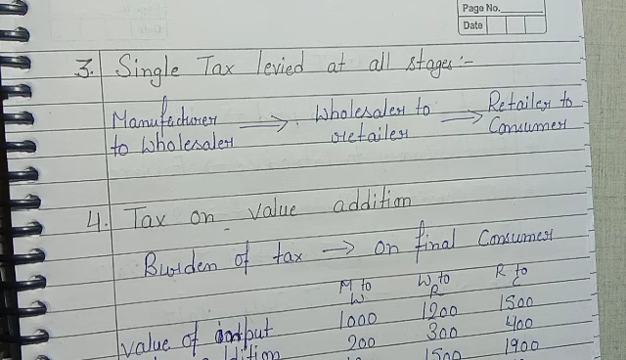 Page No.
Date
3. Single Tax levied at all stages :-
Manufacturer to Wholesaler → Wholesaler to retailer → Retailer to Consumer
4. Tax on value addition
Burden of tax → on final Consumer
M to W W to R R to C
Value of input 1000 1200 1500
200 300 400
1500 1900